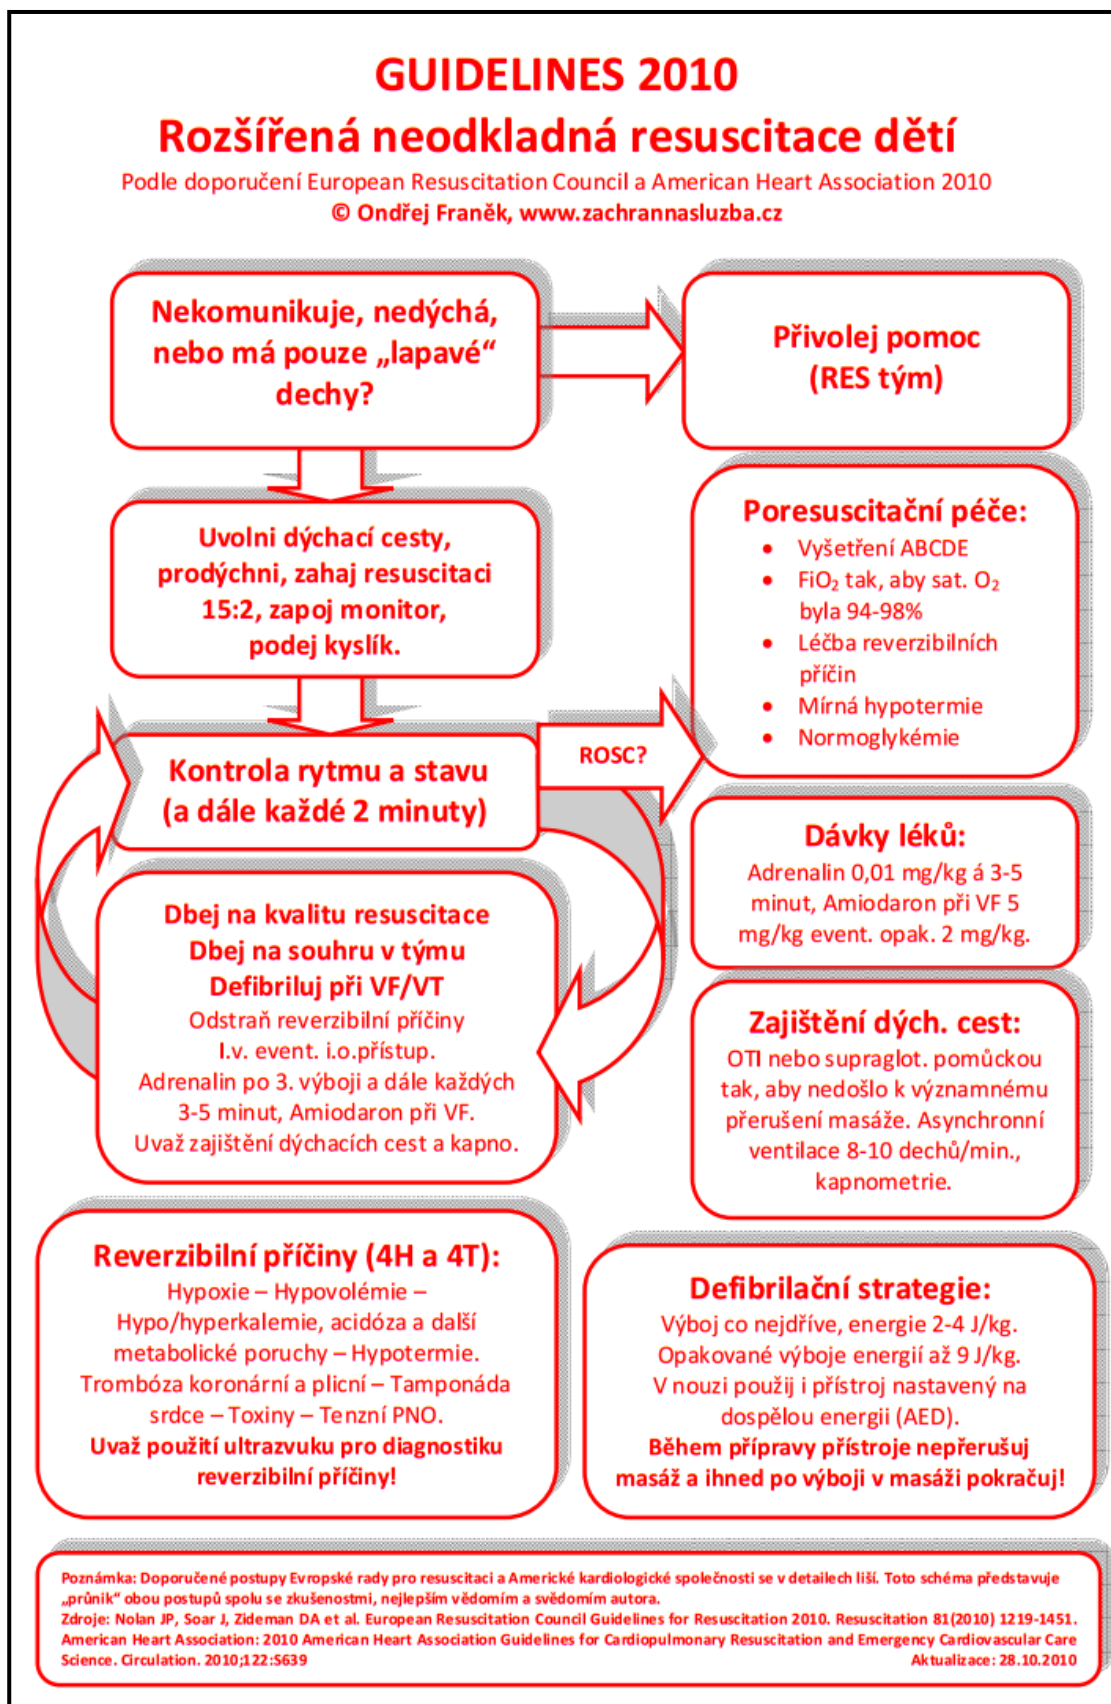 GUIDELINES 2010
Rozšířená neodkladná resuscitace dětí
Podle doporučení European Resuscitation Council a American Heart Association 2010
© Ondřej Franěk, www.zachrannasluzba.cz
Nekomunikuje, nedýchá,
nebo má pouze „lapavé“
dechy?
Přivolej pomoc
(RES tým)
Uvolni dýchací cesty,
prodýchni, zahaj resuscitaci
15:2, zapoj monitor,
podej kyslík.
Poresuscitační péče:
• Vyšetření ABCDE
• FiO₂ tak, aby sat. O₂
byla 94-98%
• Léčba reverzibilních
příčin
• Mírná hypotermie
• Normoglykémie
Kontrola rytmu a stavu
(a dále každé 2 minuty)
ROSC?
Dávky léků:
Adrenalin 0,01 mg/kg á 3-5
minut, Amiodaron při VF 5
mg/kg event. opak. 2 mg/kg.
Dbej na kvalitu resuscitace
Dbej na souhru v týmu
Defibriluj při VF/VT
Odstraň reverzibilní příčiny
I.v. event. i.o.přístup.
Adrenalin po 3. výboji a dále každých
3-5 minut, Amiodaron při VF.
Uvaž zajištění dýchacích cest a kapno.
Zajištění dých. cest:
OTI nebo supraglot. pomůckou
tak, aby nedošlo k významnému
přerušení masáže. Asynchronní
ventilace 8-10 dechů/min.,
kapnometrie.
Reverzibilní příčiny (4H a 4T):
Hypoxie – Hypovolémie –
Hypo/hyperkalemie, acidóza a další
metabolické poruchy – Hypotermie.
Trombóza koronární a plicní – Tamponáda
srdce – Toxiny – Tenzní PNO.
Uvaž použití ultrazvuku pro diagnostiku
reverzibilní příčiny!
Defibrilační strategie:
Výboj co nejdříve, energie 2-4 J/kg.
Opakované výboje energií až 9 J/kg.
V nouzi použij i přístroj nastavený na
dospělou energii (AED).
Během přípravy přístroje nepřerušuj
masáž a ihned po výboji v masáži pokračuj!
Poznámka: Doporučené postupy Evropské rady pro resuscitaci a Americké kardiologické společnosti se v detailech liší. Toto schéma představuje
„průnik“ obou postupů spolu se zkušenostmi, nejlepším vědomím a svědomím autora.
Zdroje: Nolan JP, Soar J, Zideman DA et al. European Resuscitation Council Guidelines for Resuscitation 2010. Resuscitation 81(2010) 1219-1451.
American Heart Association: 2010 American Heart Association Guidelines for Cardiopulmonary Resuscitation and Emergency Cardiovascular Care
Science. Circulation. 2010;122:S639 Aktualizace: 28.10.2010